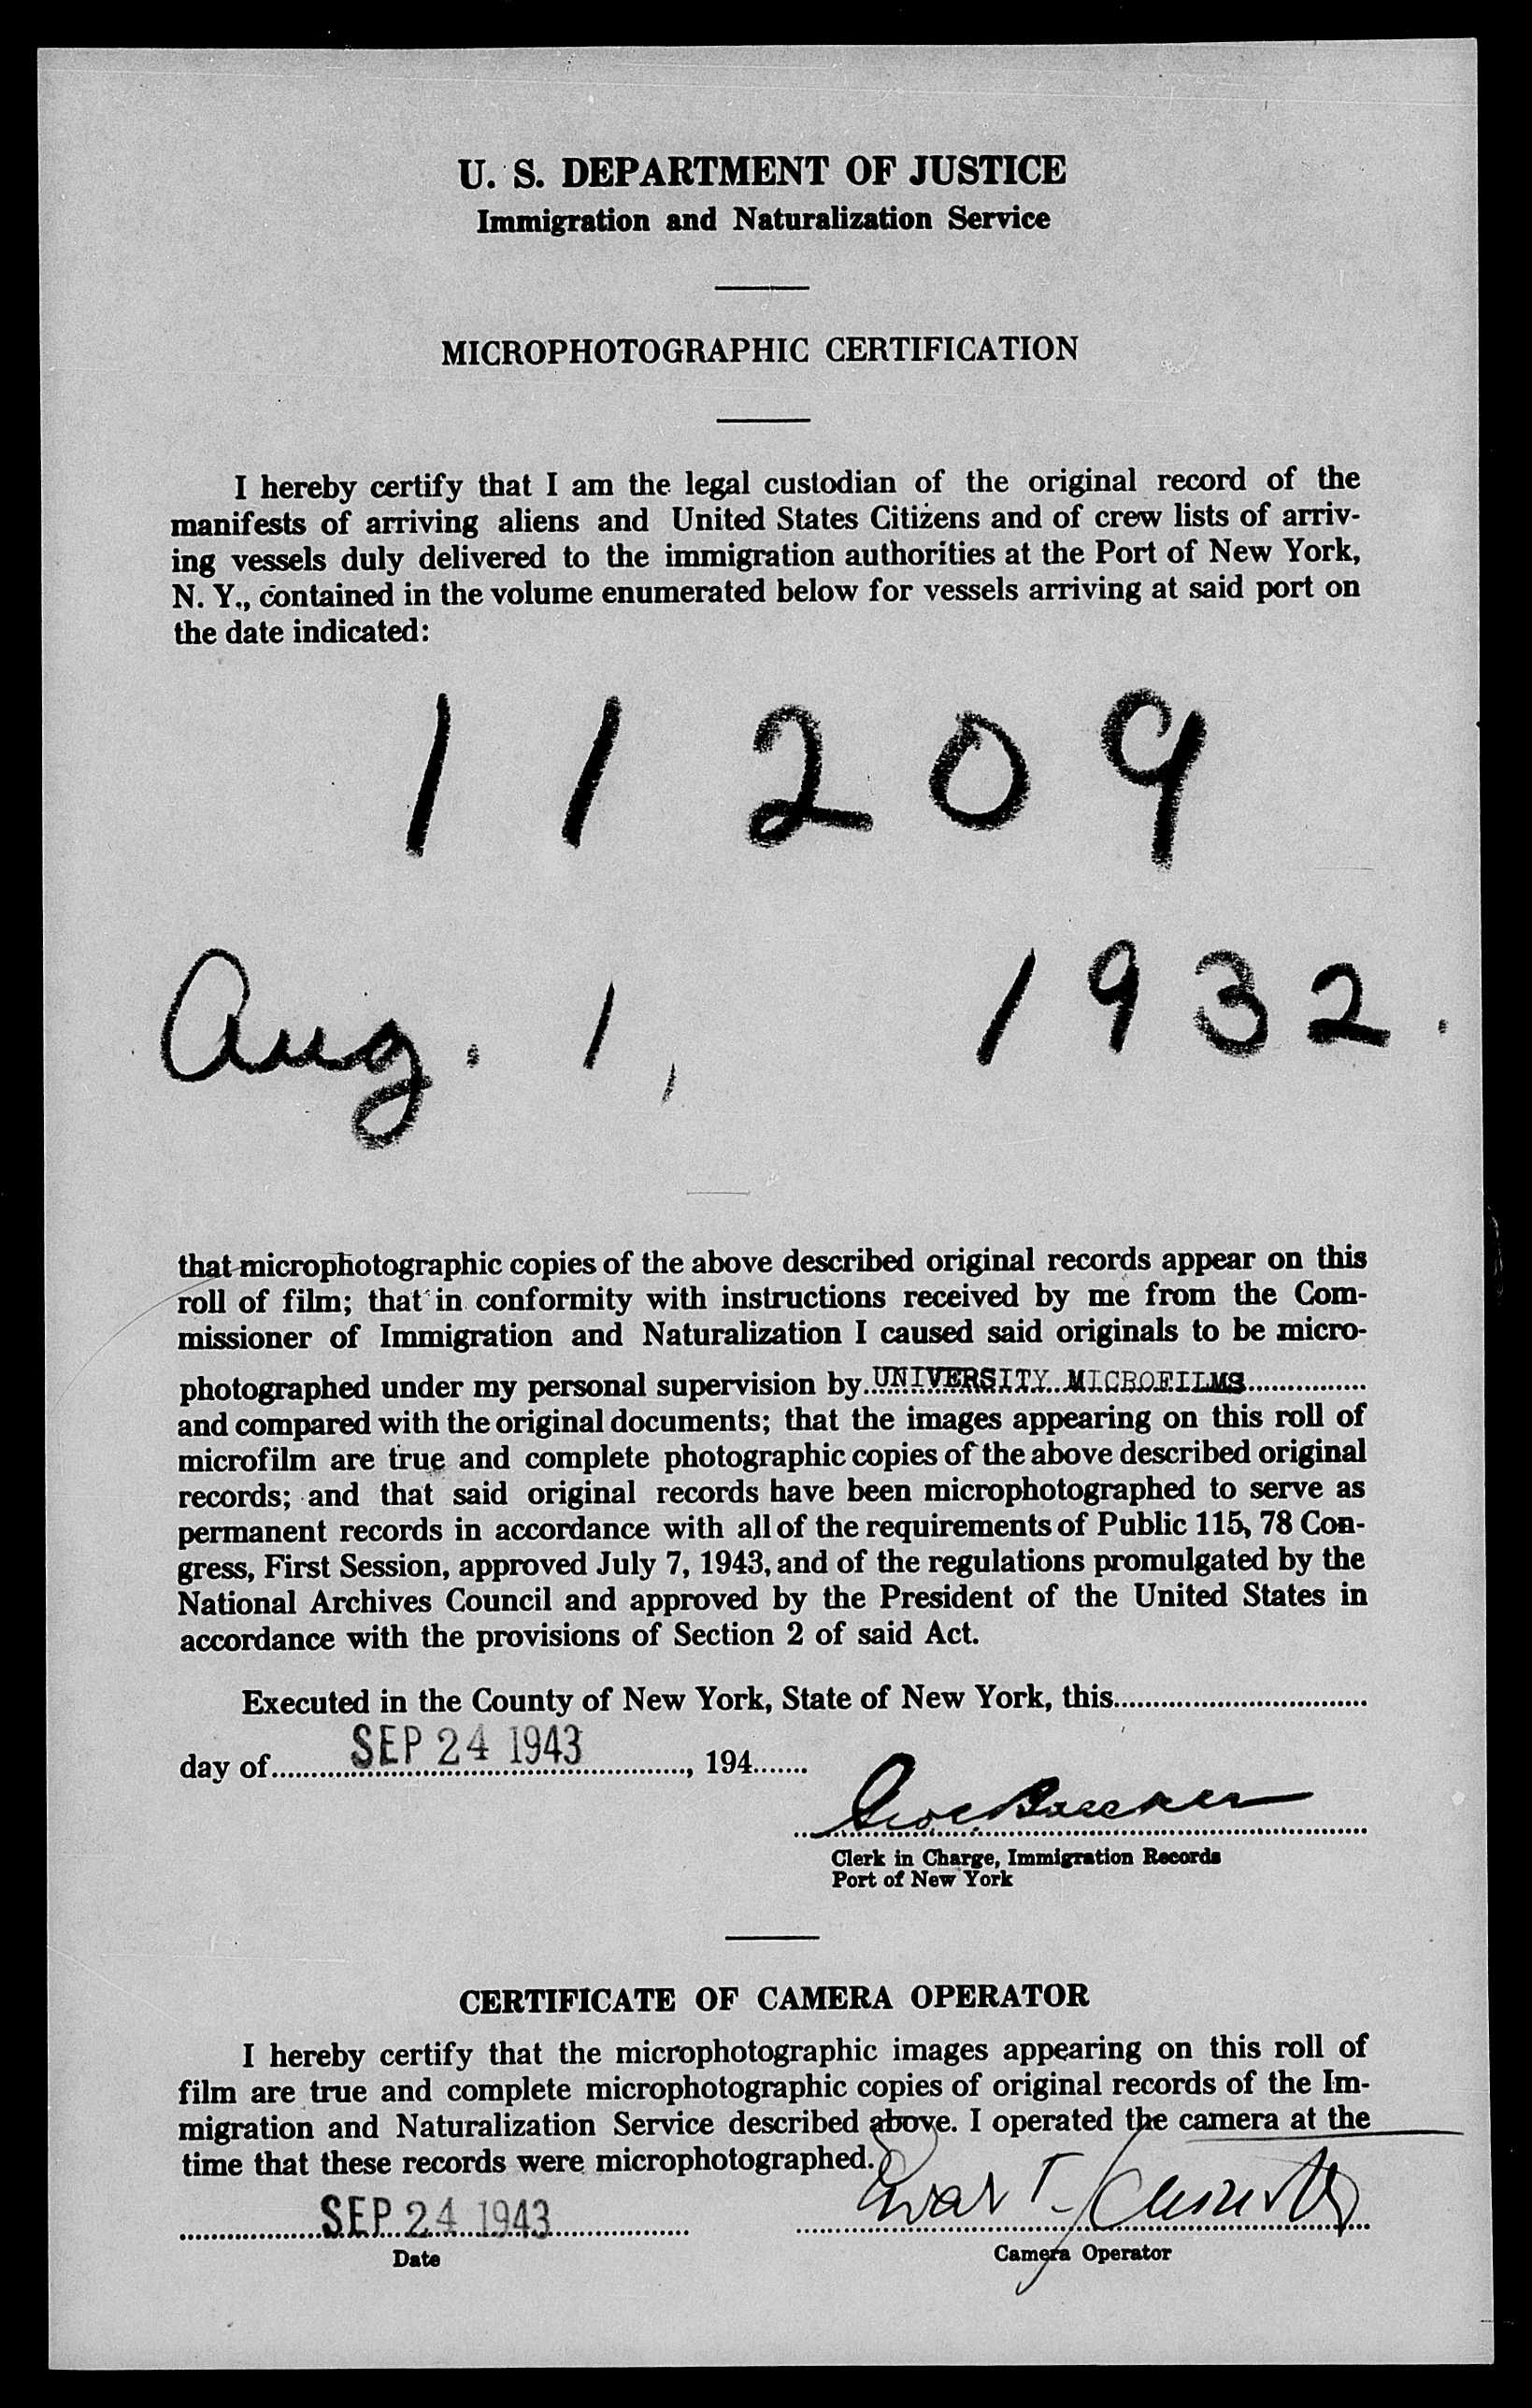 U. S. DEPARTMENT OF JUSTICE
Immigration and Naturalization Service
MICROPHOTOGRAPHIC CERTIFICATION
I hereby certify that I am the legal custodian of the original record of the
manifests of arriving aliens and United States Citizens and of crew lists of arriv-
ing vessels duly delivered to the immigration authorities at the Port of New York,
N. Y., contained in the volume enumerated below for vessels arriving at said port on
the date indicated:
11209
Aug. 1, 1932.
that microphotographic copies of the above described original records appear on this
roll of film; that in conformity with instructions received by me from the Com-
missioner of Immigration and Naturalization I caused said originals to be micro-
photographed under my personal supervision by UNIVERSITY MICROFILMS
and compared with the original documents; that the images appearing on this roll of
microfilm are true and complete photographic copies of the above described original
records; and that said original records have been microphotographed to serve as
permanent records in accordance with all of the requirements of Public 115, 78 Con-
gress, First Session, approved July 7, 1943, and of the regulations promulgated by the
National Archives Council and approved by the President of the United States in
accordance with the provisions of Section 2 of said Act.
Executed in the County of New York, State of New York, this
day of SEP 24 1943, 194
Clerk in Charge, Immigration Records
Port of New York
CERTIFICATE OF CAMERA OPERATOR
I hereby certify that the microphotographic images appearing on this roll of
film are true and complete microphotographic copies of original records of the Im-
migration and Naturalization Service described above. I operated the camera at the
time that these records were microphotographed.
SEP 24 1943
Date
Camera Operator